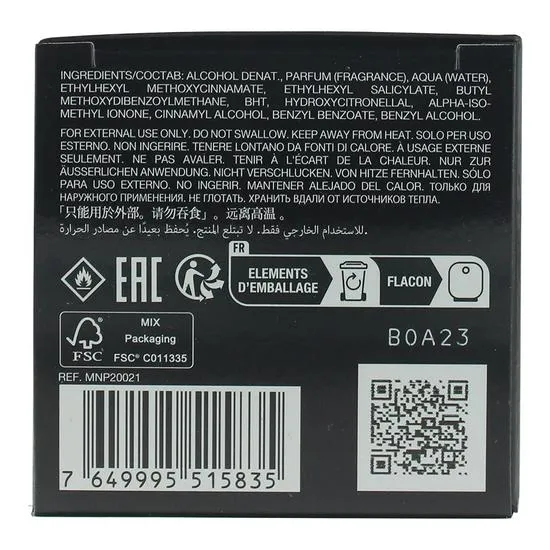 INGREDIENTS/СОСТАВ: ALCOHOL DENAT., PARFUM (FRAGRANCE), AQUA (WATER),
ETHYLHEXYL METHOXYCINNAMATE, ETHYLHEXYL SALICYLATE, BUTYL
METHOXYDIBENZOYLMETHANE, BHT, HYDROXYCITRONELLAL, ALPHA-ISO-
METHYL IONONE, CINNAMYL ALCOHOL, BENZYL BENZOATE, BENZYL ALCOHOL.
FOR EXTERNAL USE ONLY. DO NOT SWALLOW. KEEP AWAY FROM HEAT. SOLO PER USO
ESTERNO. NON INGERIRE. TENERE LONTANO DA FONTI DI CALORE. À USAGE EXTERNE
SEULEMENT. NE PAS AVALER. TENIR À L'ÉCART DE LA CHALEUR. NUR ZUR
ÄUSSERLICHEN ANWENDUNG. NICHT VERSCHLUCKEN. VON HITZE FERNHALTEN. SÓLO
PARA USO EXTERNO. NO INGERIR. MANTENER ALEJADO DEL CALOR. ТОЛЬКО ДЛЯ
НАРУЖНОГО ПРИМЕНЕНИЯ. НЕ ГЛОТАТЬ. ХРАНИТЬ ВДАЛИ ОТ ИСТОЧНИКОВ ТЕПЛА.
「只能用於外部。请勿吞食」。远离高温 。
للاستخدام الخارجي فقط. لا تبتلع المنتج. يُحفظ بعيدًا عن مصادر الحرارة.
FR
ELEMENTS
D'EMBALLAGE
FLACON
EAC
FSC
MIX
Packaging
FSC® C011335
B0A23
REF. MNP20021
7 649995 515835